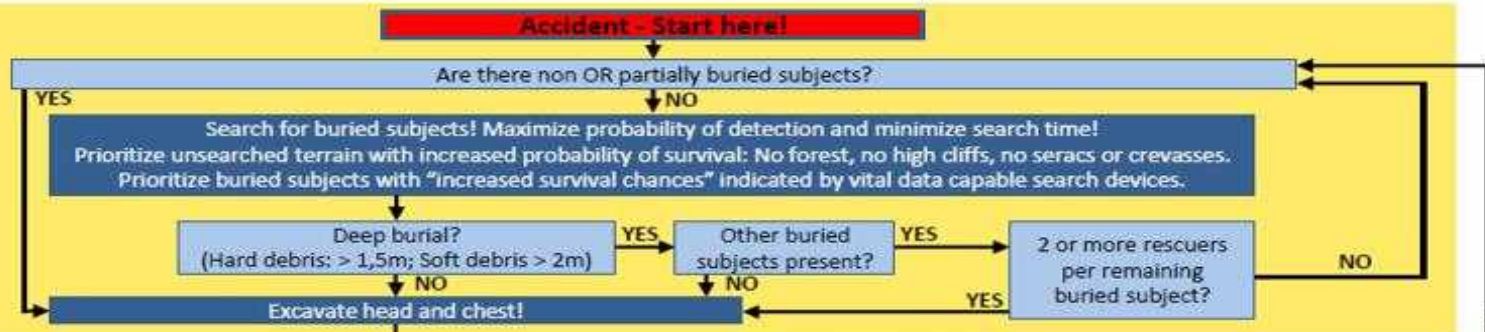 Accident - Start here!
Are there non OR partially buried subjects?
YES
NO
Search for buried subjects! Maximize probability of detection and minimize search time!
Prioritize unsearched terrain with increased probability of survival: No forest, no high cliffs, no seracs or crevasses.
Prioritize buried subjects with “increased survival chances” indicated by vital data capable search devices.
Deep burial?
(Hard debris: > 1,5m; Soft debris > 2m)
YES
Other buried
subjects present?
YES
2 or more rescuers
per remaining
buried subject?
NO
NO
NO
YES
Excavate head and chest!